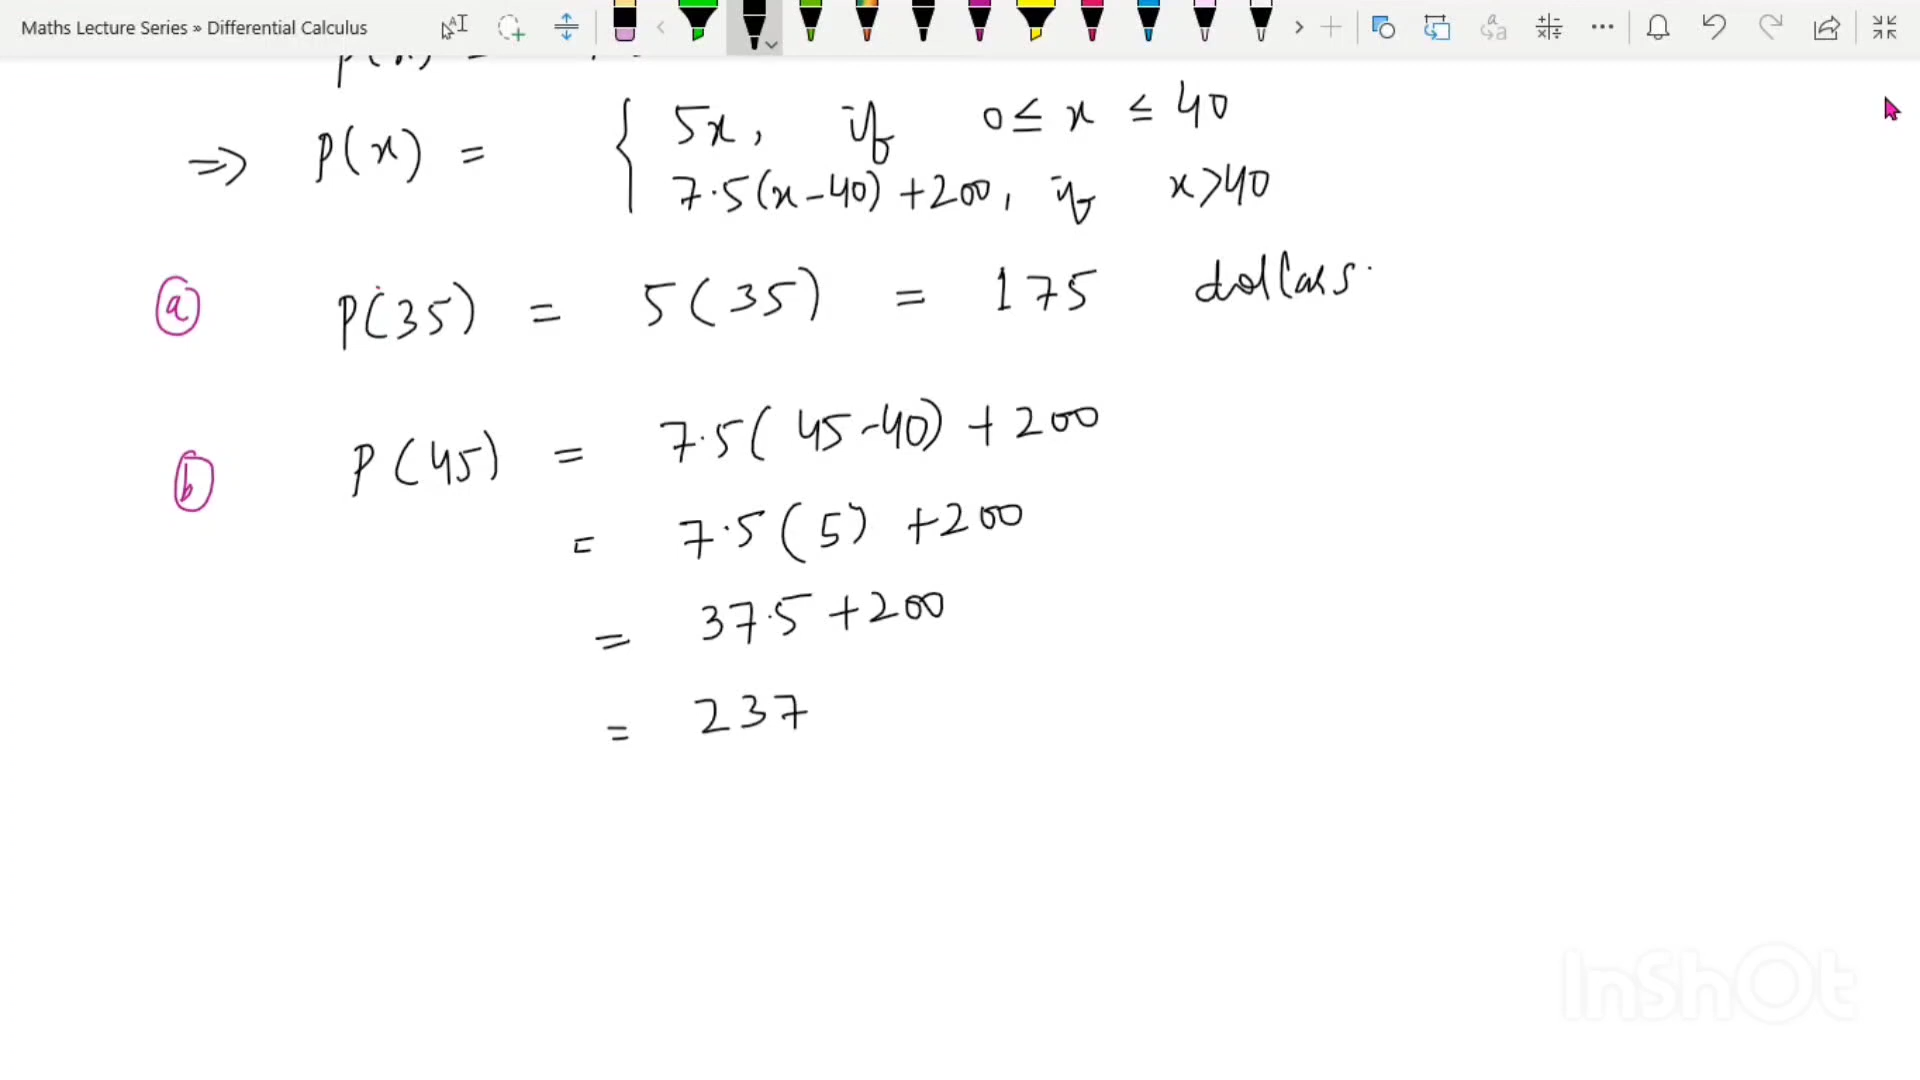 Maths Lecture Series » Differential Calculus
=> P(x) = { 5x, if 0 ≤ x ≤ 40
7.5(x-40)+200, if x>40
(a) P(35) = 5(35) = 175 dollars.
(b) P(45) = 7.5(45-40)+200
= 7.5(5)+200
= 37.5+200
= 237
InShOt